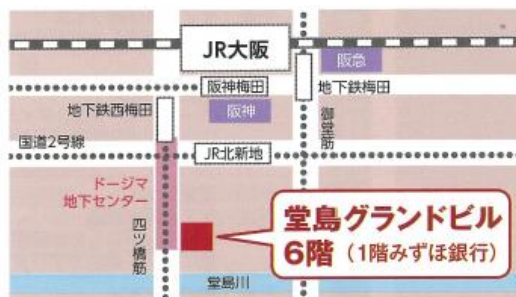 JR大阪
阪急
阪神梅田
地下鉄梅田
地下鉄西梅田
阪神
御堂筋
国道2号線
JR北新地
ドージマ
地下センター
四ツ橋筋
堂島グランドビル
6階（1階みずほ銀行）
堂島川